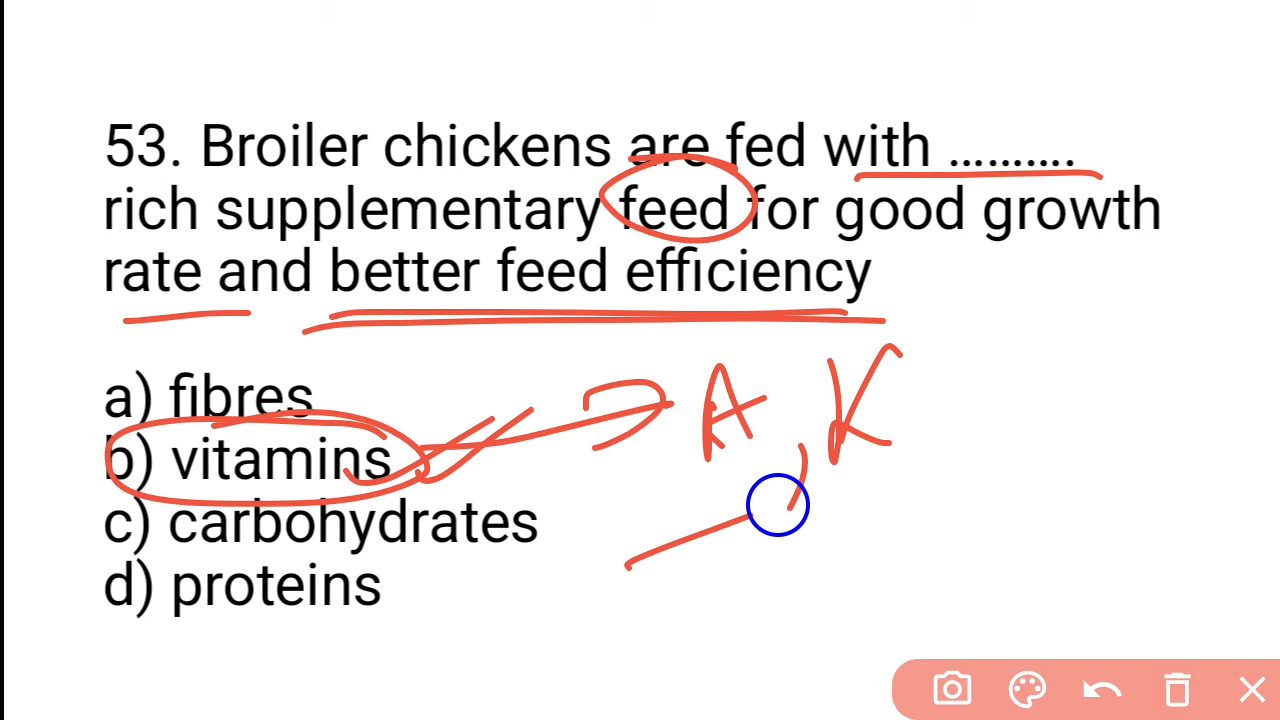 53. Broiler chickens are fed with ..........
rich supplementary feed for good growth
rate and better feed efficiency
a) fibres
b) vitamins
c) carbohydrates
d) proteins
A, K